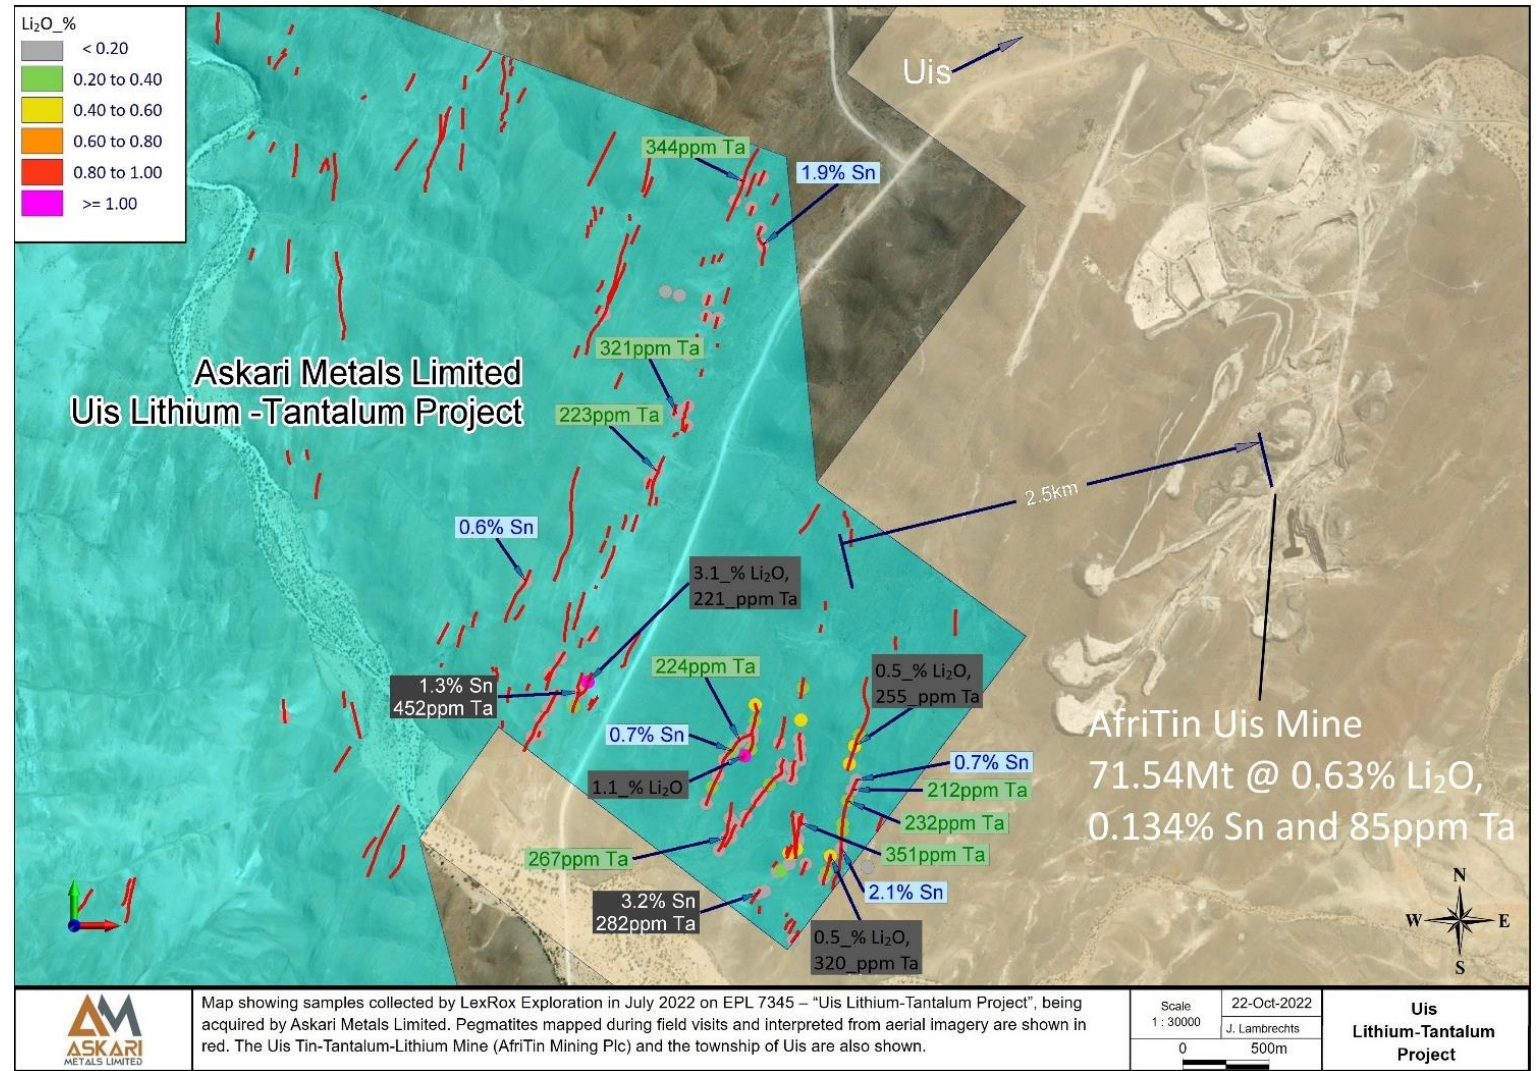 Li₂O_%
< 0.20
0.20 to 0.40
0.40 to 0.60
0.60 to 0.80
0.80 to 1.00
>= 1.00
Uis
344ppm Ta
1.9% Sn
321ppm Ta
Askari Metals Limited
Uis Lithium -Tantalum Project
223ppm Ta
2.5km
0.6% Sn
3.1_% Li₂O,
221_ppm Ta
224ppm Ta
0.5_% Li₂O,
255_ppm Ta
1.3% Sn
452ppm Ta
0.7% Sn
1.1_% Li₂O
0.7% Sn
212ppm Ta
232ppm Ta
351ppm Ta
267ppm Ta
2.1% Sn
3.2% Sn
282ppm Ta
0.5_% Li₂O,
320_ppm Ta
AfriTin Uis Mine
71.54Mt @ 0.63% Li₂O,
0.134% Sn and 85ppm Ta
N
W E
S
AM
ASKARI
METALS LIMITED
Map showing samples collected by LexRox Exploration in July 2022 on EPL 7345 – “Uis Lithium-Tantalum Project”, being
acquired by Askari Metals Limited. Pegmatites mapped during field visits and interpreted from aerial imagery are shown in
red. The Uis Tin-Tantalum-Lithium Mine (AfriTin Mining Plc) and the township of Uis are also shown.
Scale
1 : 30000
22-Oct-2022
J. Lambrechts
0 500m
Uis
Lithium-Tantalum
Project